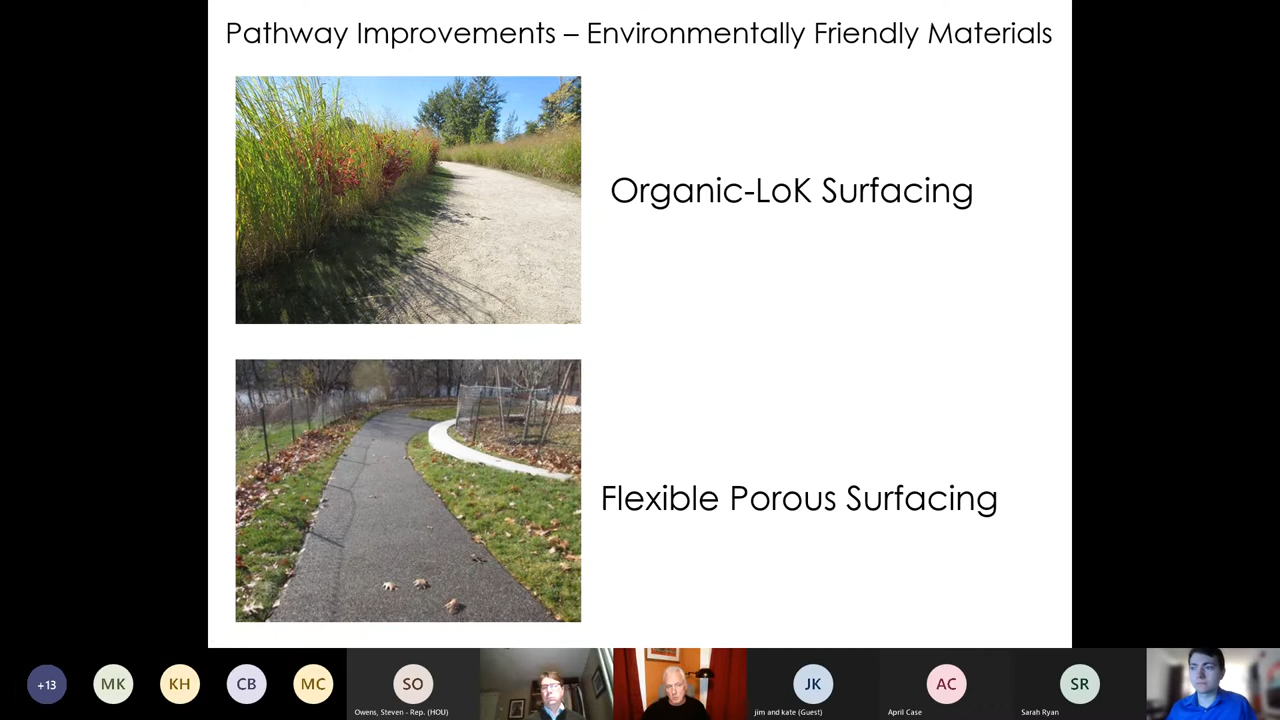 Pathway Improvements – Environmentally Friendly Materials
Organic-LoK Surfacing
Flexible Porous Surfacing
+13
MK
KH
CB
MC
SO
Owens, Steven - Rep. (HOU)
JK
jim and kate (Guest)
AC
April Case
SR
Sarah Ryan